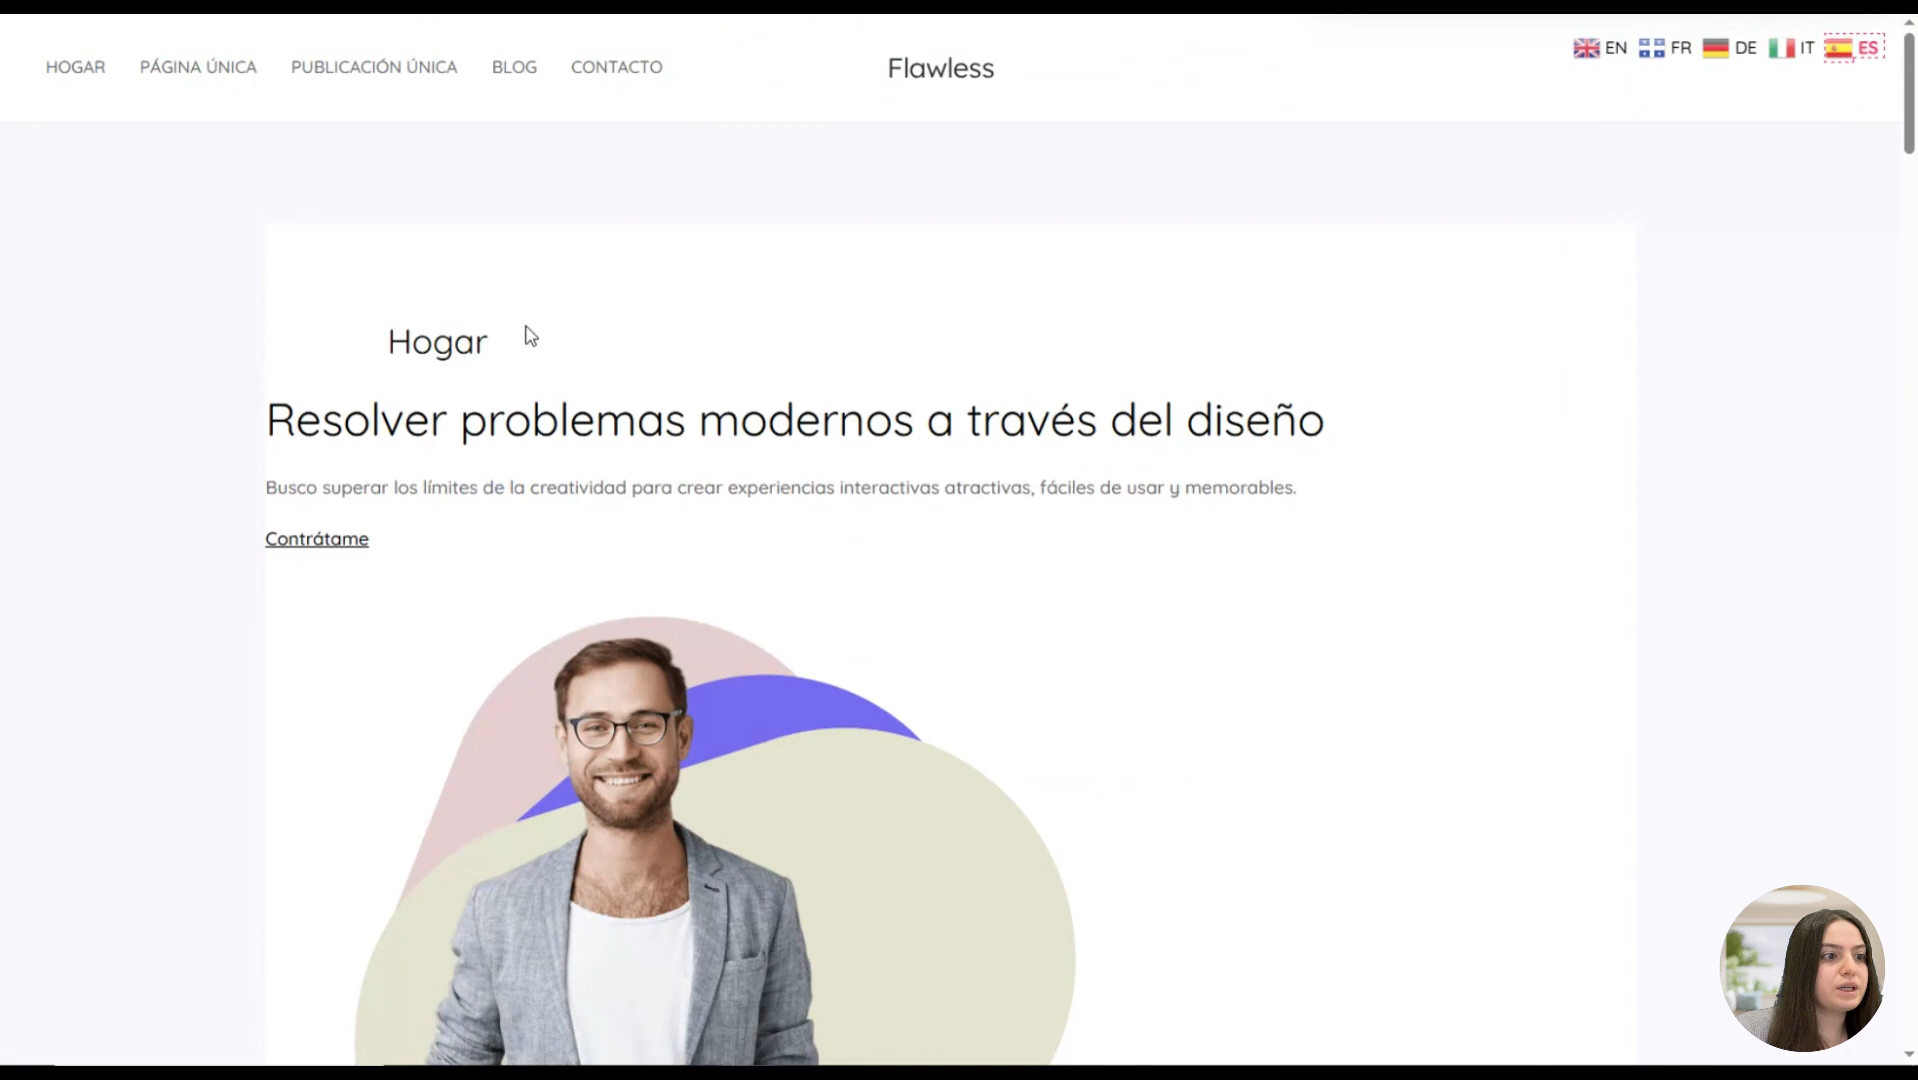 HOGAR PÁGINA ÚNICA PUBLICACIÓN ÚNICA BLOG CONTACTO
Flawless
EN FR DE IT ES
Hogar
Resolver problemas modernos a través del diseño
Busco superar los límites de la creatividad para crear experiencias interactivas atractivas, fáciles de usar y memorables.
Contrátame